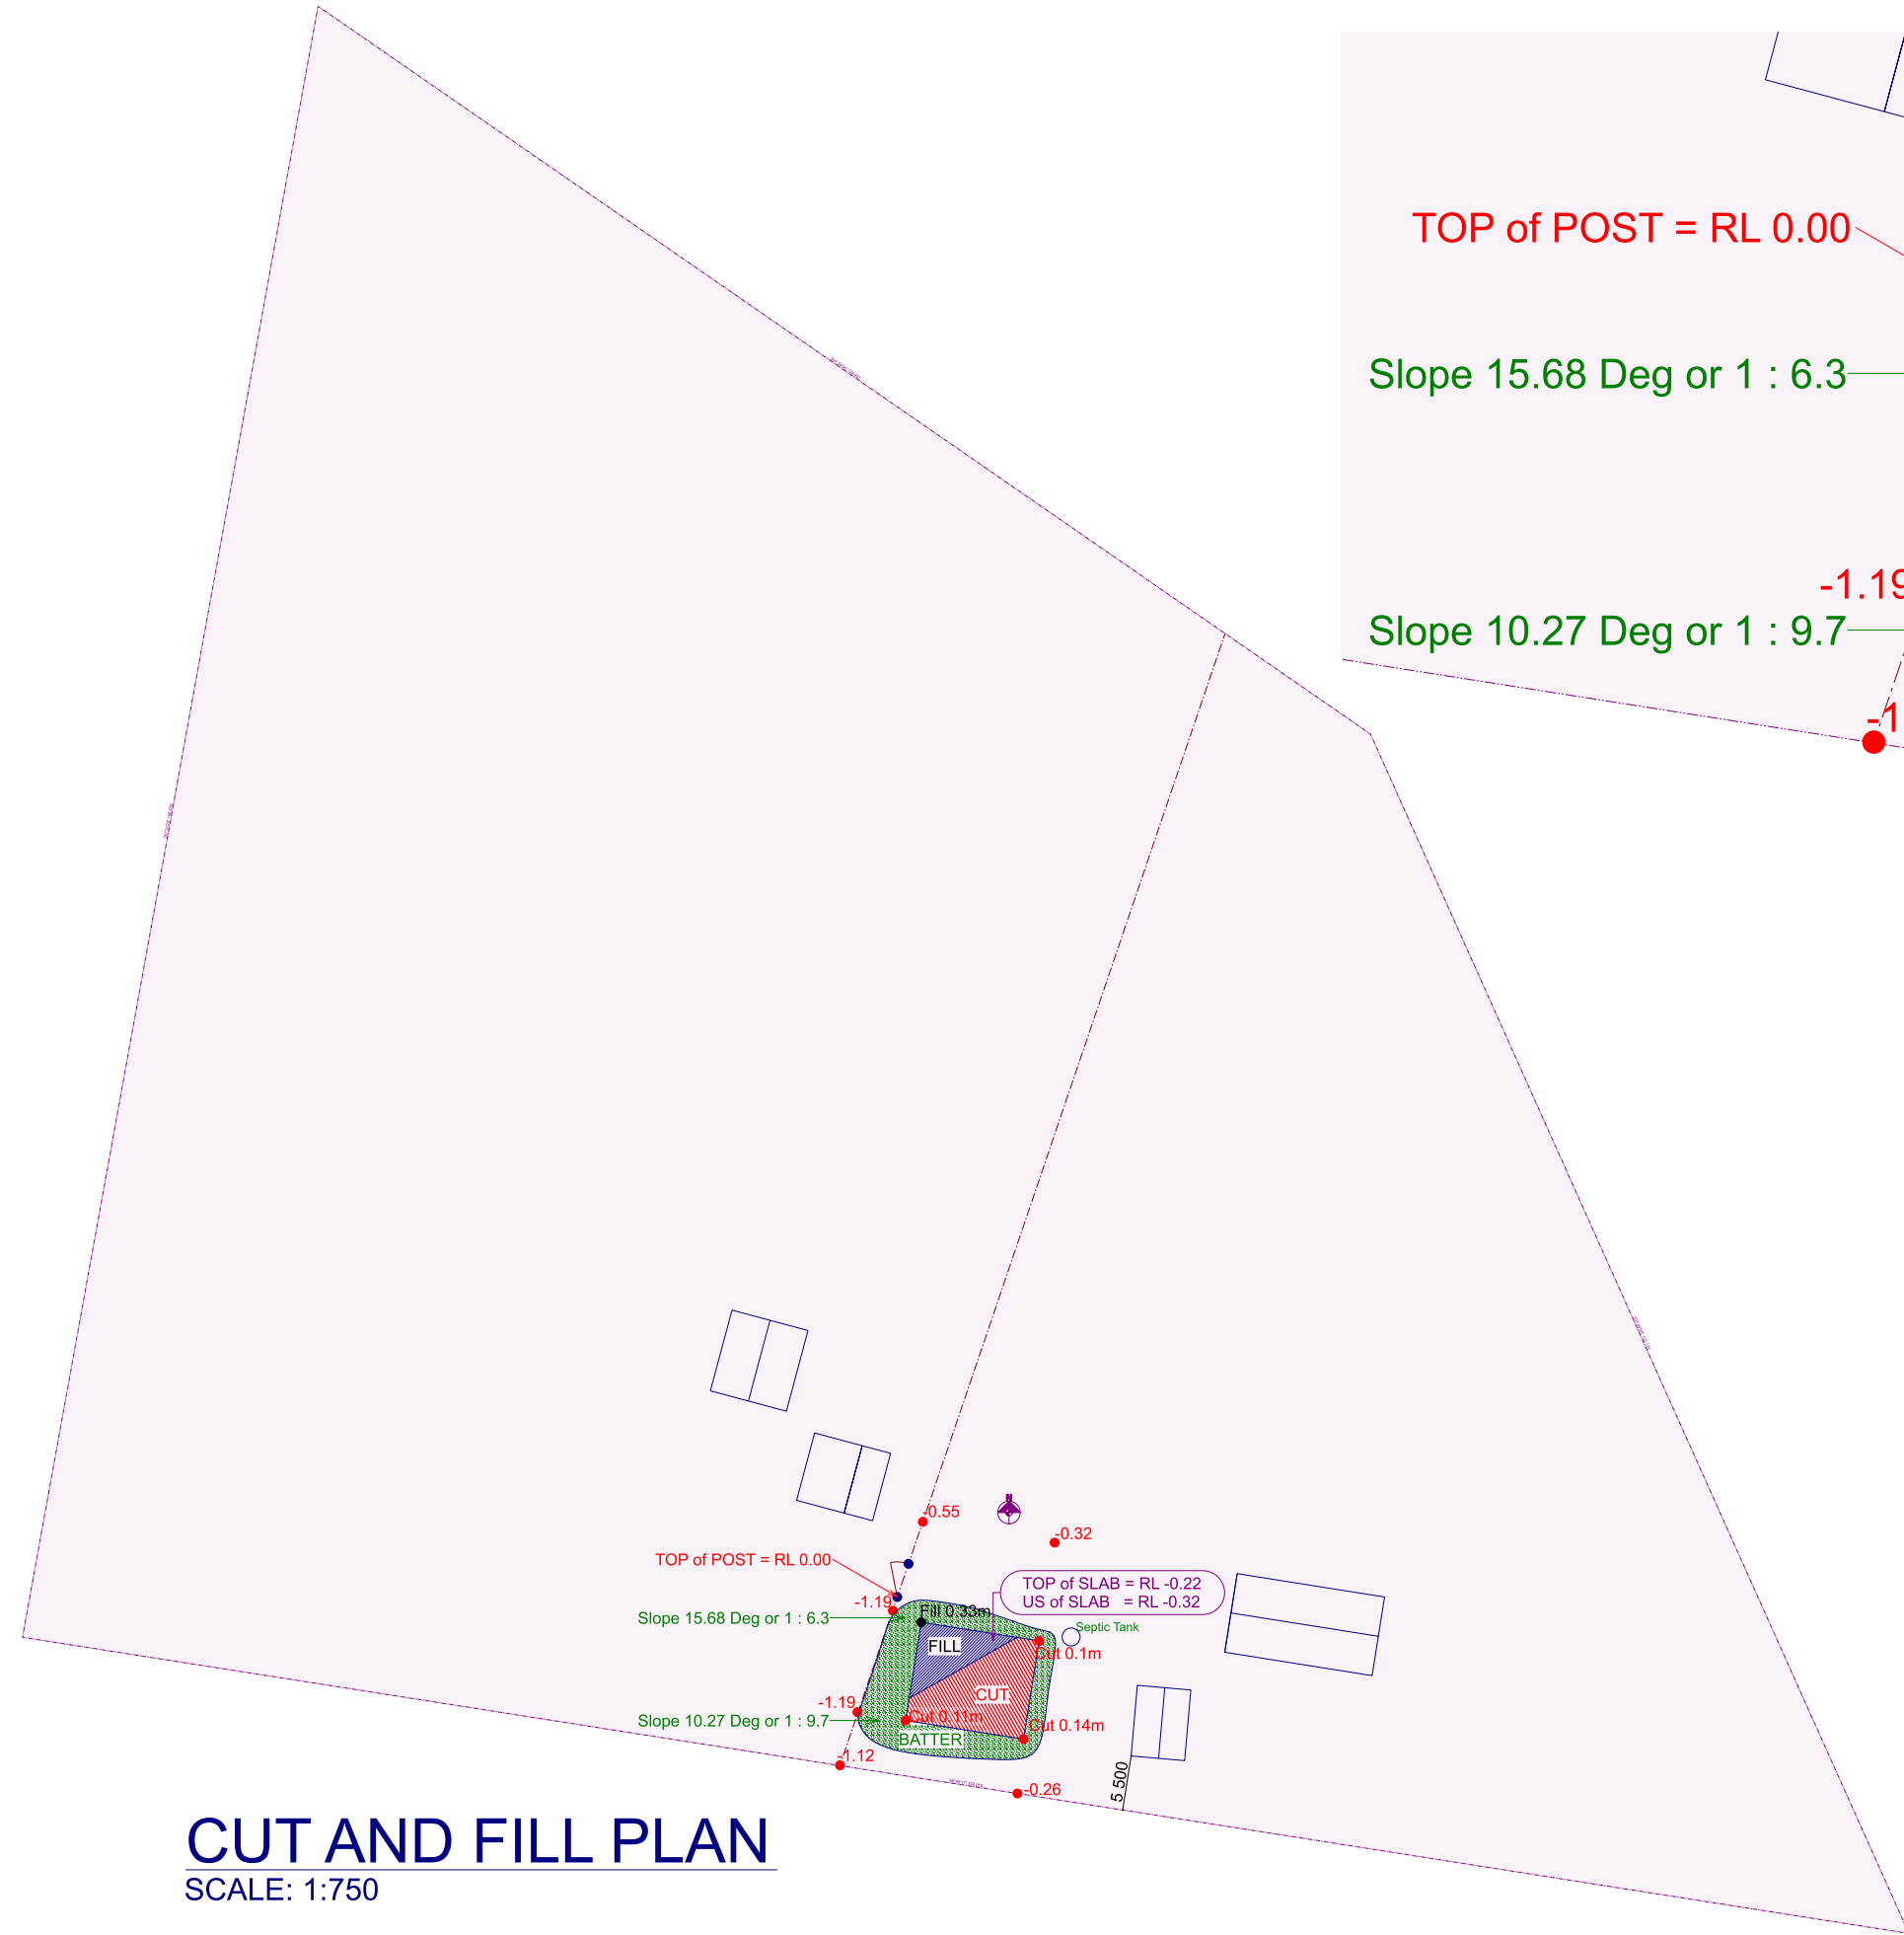 TOP of POST = RL 0.00
Slope 15.68 Deg or 1 : 6.3
-1.19
Slope 10.27 Deg or 1 : 9.7
-1
N
-0.55
-0.32
TOP of POST = RL 0.00
TOP of SLAB = RL -0.22
US of SLAB = RL -0.32
-1.19
Fill 0.33m
Slope 15.68 Deg or 1 : 6.3
Septic Tank
FILL
Cut 0.1m
CUT
-1.19
Slope 10.27 Deg or 1 : 9.7
Cut 0.11m
Cut 0.14m
BATTER
-1.12
-0.26
5 500
CUT AND FILL PLAN
SCALE: 1:750